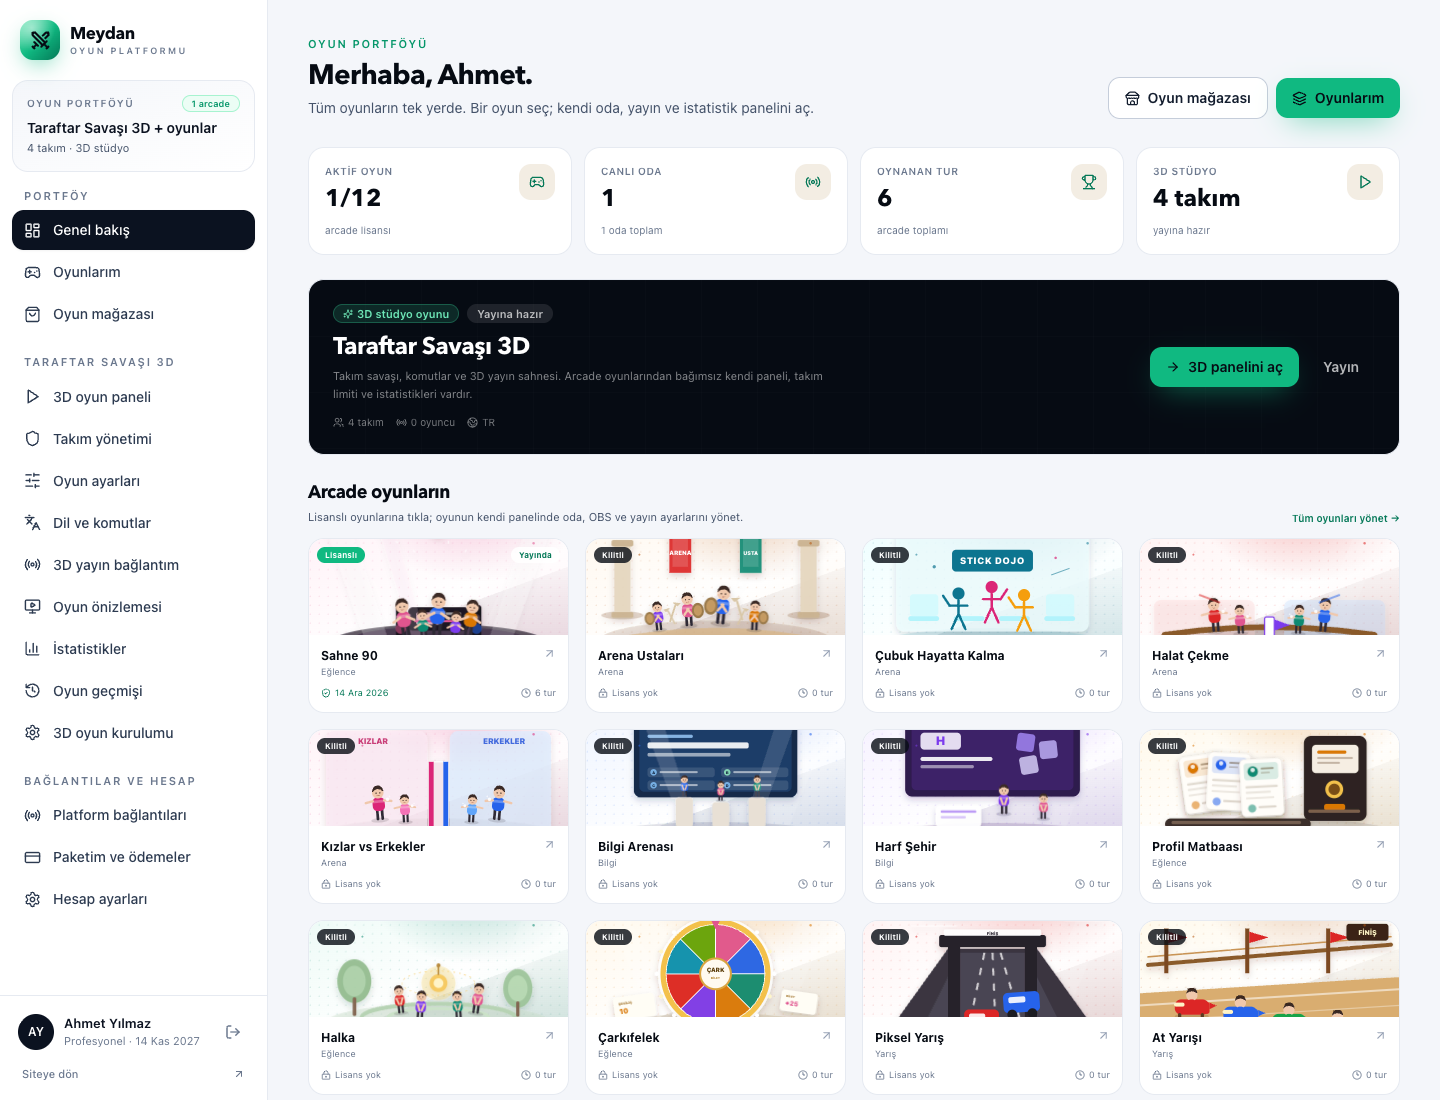 Meydan
OYUN PLATFORMU
OYUN PORTFÖYÜ
1 arcade
Taraftar Savaşı 3D + oyunlar
4 takım · 3D stüdyo
PORTFÖY
Genel bakış
Oyunlarım
Oyun mağazası
TARAFTAR SAVAŞI 3D
3D oyun paneli
Takım yönetimi
Oyun ayarları
Dil ve komutlar
3D yayın bağlantım
Oyun önizlemesi
İstatistikler
Oyun geçmişi
3D oyun kurulumu
BAĞLANTILAR VE HESAP
Platform bağlantıları
Paketim ve ödemeler
Hesap ayarları
AY
Ahmet Yılmaz
Profesyonel · 14 Kas 2027
Siteye dön
OYUN PORTFÖYÜ
Merhaba, Ahmet.
Tüm oyunların tek yerde. Bir oyun seç; kendi oda, yayın ve istatistik panelini aç.
Oyun mağazası
Oyunlarım
AKTİF OYUN
1/12
arcade lisansı
CANLI ODA
1
1 oda toplam
OYNANAN TUR
6
arcade toplamı
3D STÜDYO
4 takım
yayına hazır
3D stüdyo oyunu
Yayına hazır
Taraftar Savaşı 3D
Takım savaşı, komutlar ve 3D yayın sahnesi. Arcade oyunlarından bağımsız kendi paneli, takım
limiti ve istatistikleri vardır.
4 takım
0 oyuncu
TR
3D panelini aç
Yayın
Arcade oyunların
Lisanslı oyunlarına tıkla; oyunun kendi panelinde oda, OBS ve yayın ayarlarını yönet.
Tüm oyunları yönet →
Lisanslı
Yayında
Sahne 90
Eğlence
14 Ara 2026
6 tur
Kilitli
ARENA
USTA
Arena Ustaları
Arena
Lisans yok
0 tur
Kilitli
STICK DOJO
Çubuk Hayatta Kalma
Arena
Lisans yok
0 tur
Kilitli
Halat Çekme
Arena
Lisans yok
0 tur
Kilitli
KIZLAR
ERKEKLER
Kızlar vs Erkekler
Arena
Lisans yok
0 tur
Kilitli
Bilgi Arenası
Bilgi
Lisans yok
0 tur
Kilitli
H
Harf Şehir
Bilgi
Lisans yok
0 tur
Kilitli
Profil Matbaası
Eğlence
Lisans yok
0 tur
Kilitli
Halka
Eğlence
Lisans yok
0 tur
Kilitli
ÇARK
10
+25
Çarkıfelek
Eğlence
Lisans yok
0 tur
Kilitli
FİNİŞ
Piksel Yarış
Yarış
Lisans yok
0 tur
Kilitli
FİNİŞ
At Yarışı
Yarış
Lisans yok
0 tur